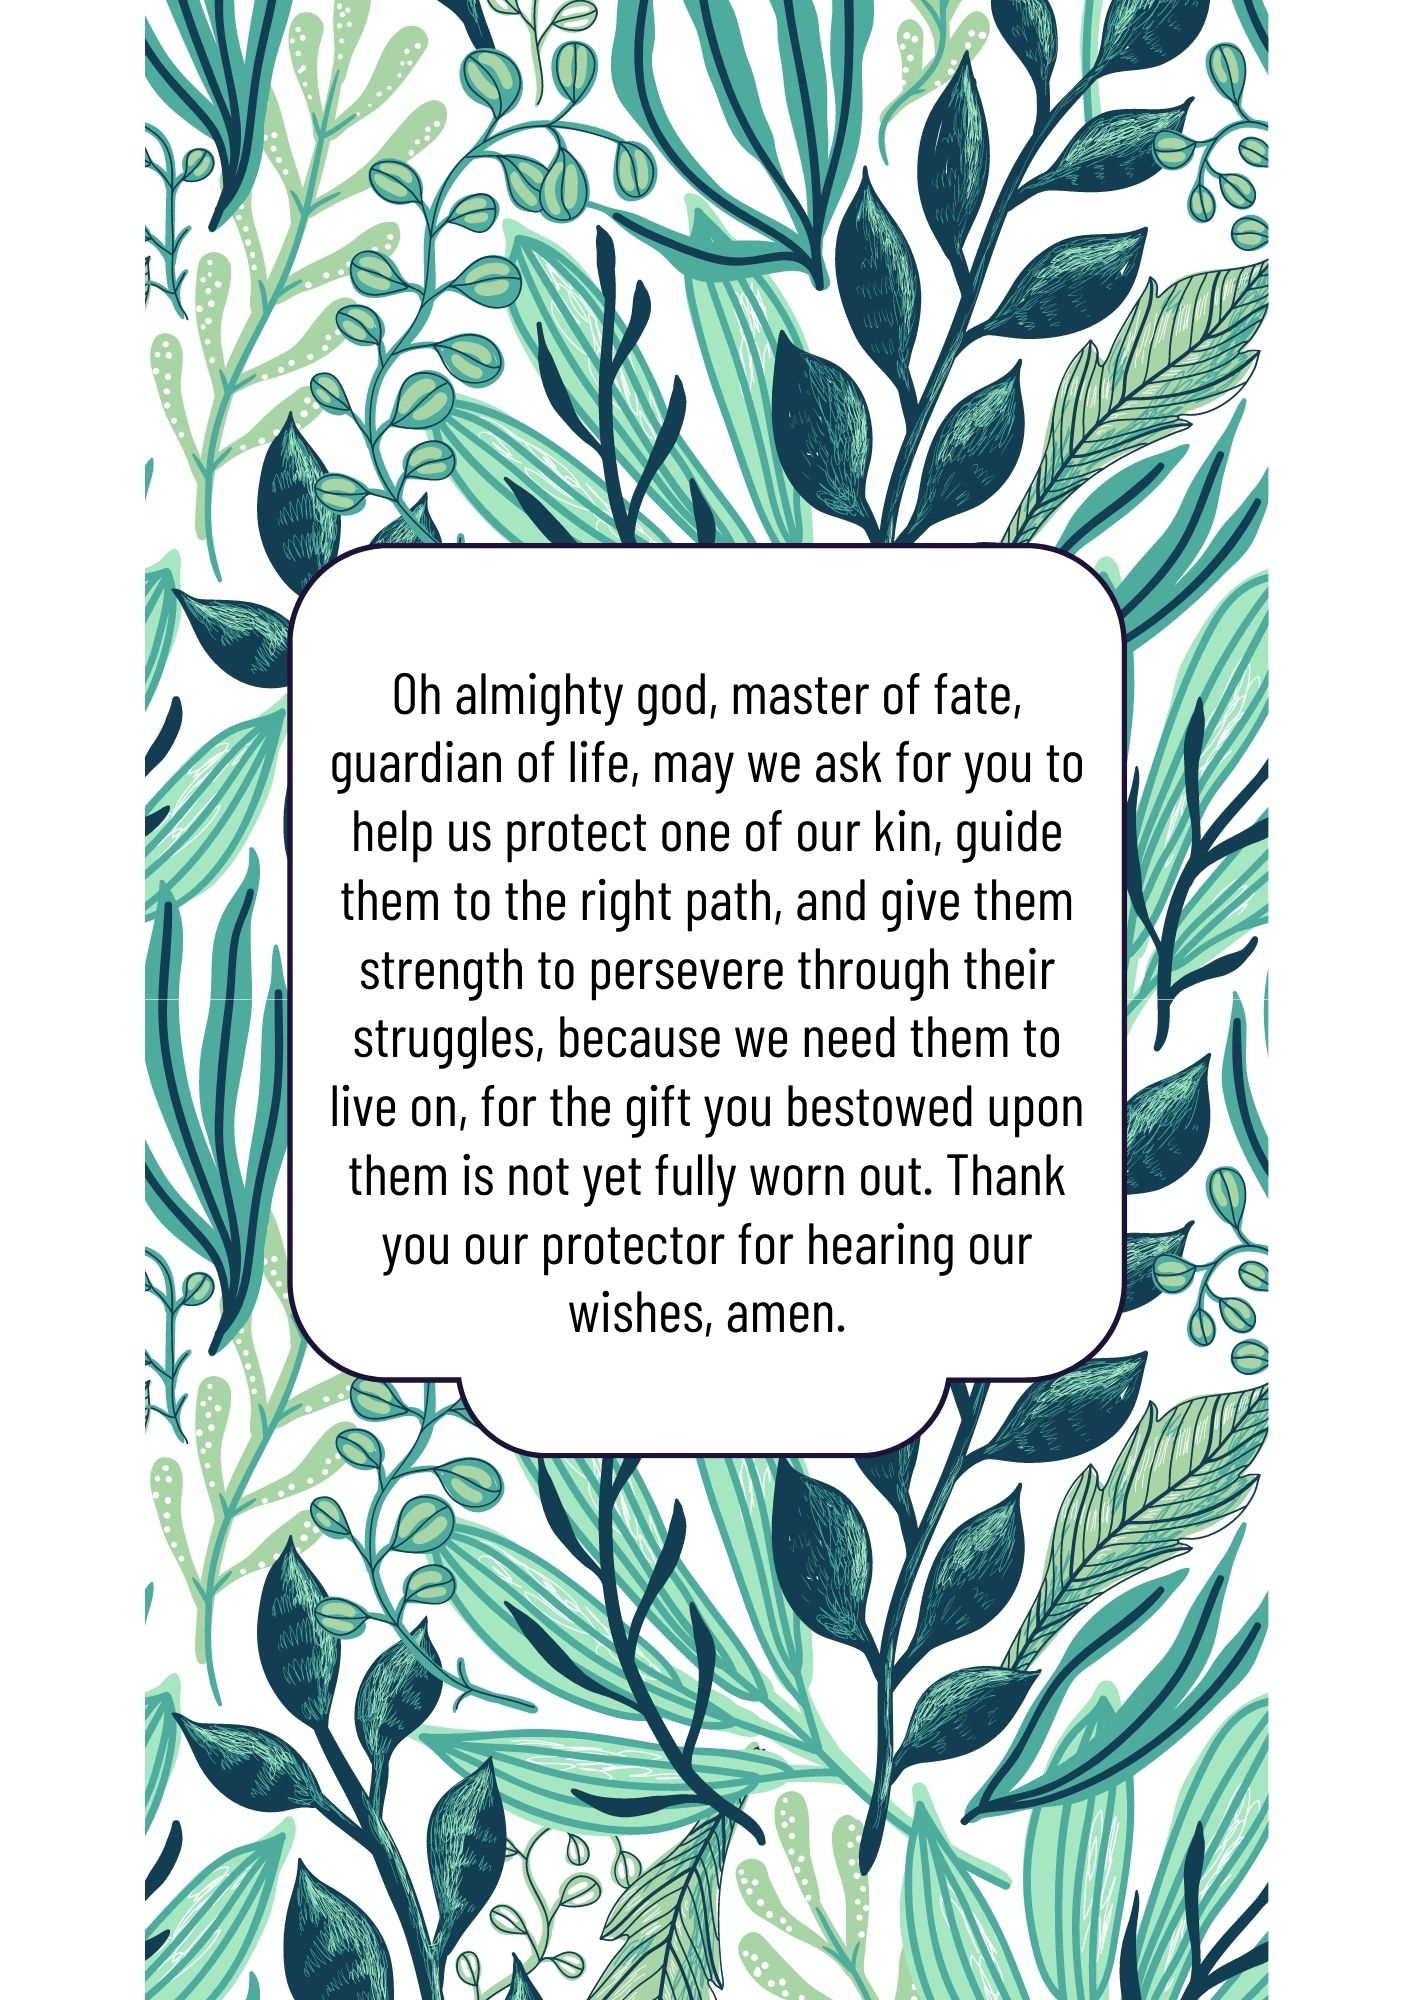 Oh almighty god, master of fate,
guardian of life, may we ask for you to
help us protect one of our kin, guide
them to the right path, and give them
strength to persevere through their
struggles, because we need them to
live on, for the gift you bestowed upon
them is not yet fully worn out. Thank
you our protector for hearing our
wishes, amen.